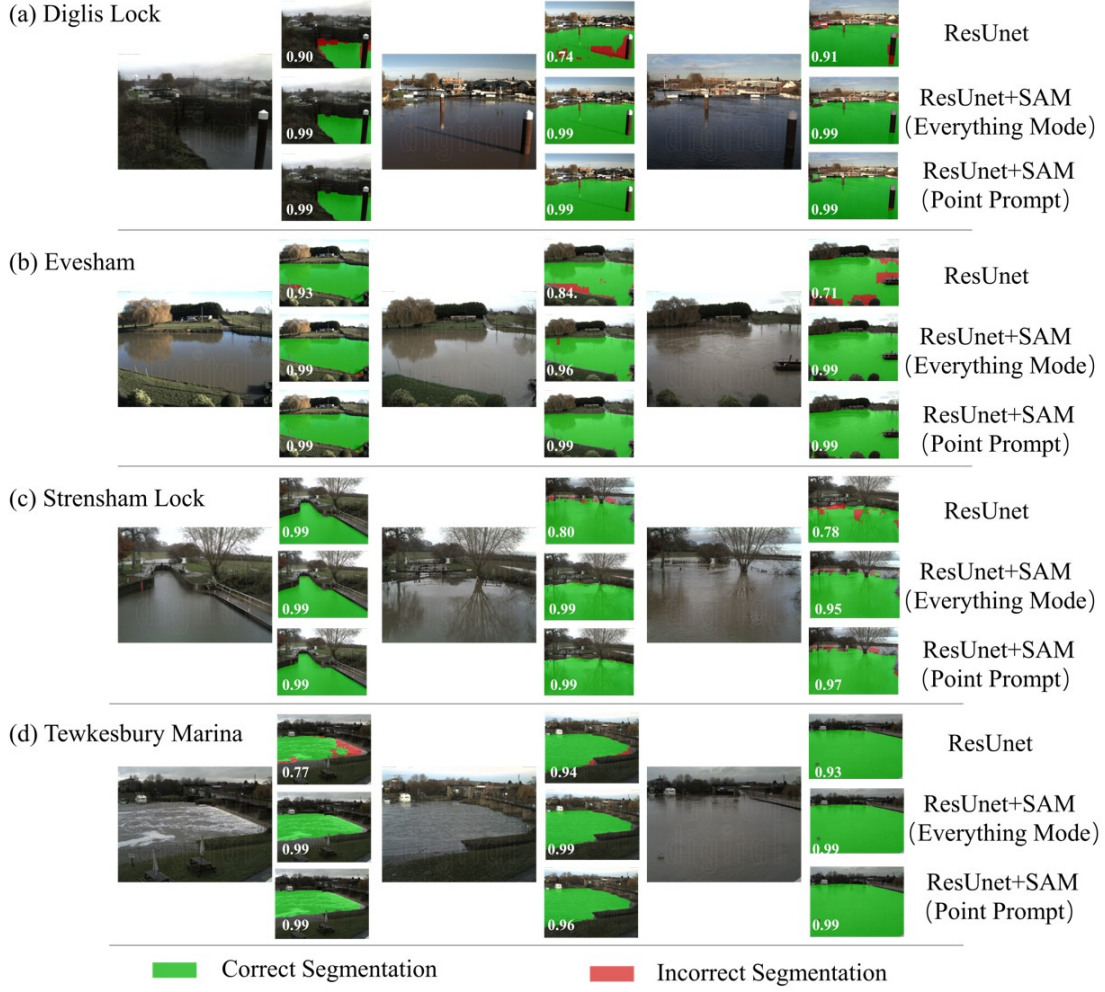 (a) Diglis Lock
0.90
0.74
0.91
ResUnet
0.99
0.99
0.99
ResUnet+SAM
(Everything Mode)
0.99
0.99
0.99
ResUnet+SAM
(Point Prompt)
(b) Evesham
0.93
0.84.
0.71
ResUnet
0.99
0.96
0.99
ResUnet+SAM
(Everything Mode)
0.99
0.99
0.99
ResUnet+SAM
(Point Prompt)
(c) Strensham Lock
0.99
0.80
0.78
ResUnet
0.99
0.99
0.95
ResUnet+SAM
(Everything Mode)
0.99
0.99
0.97
ResUnet+SAM
(Point Prompt)
(d) Tewkesbury Marina
0.77
0.94
0.93
ResUnet
0.99
0.99
0.99
ResUnet+SAM
(Everything Mode)
0.99
0.96
0.99
ResUnet+SAM
(Point Prompt)
Correct Segmentation
Incorrect Segmentation